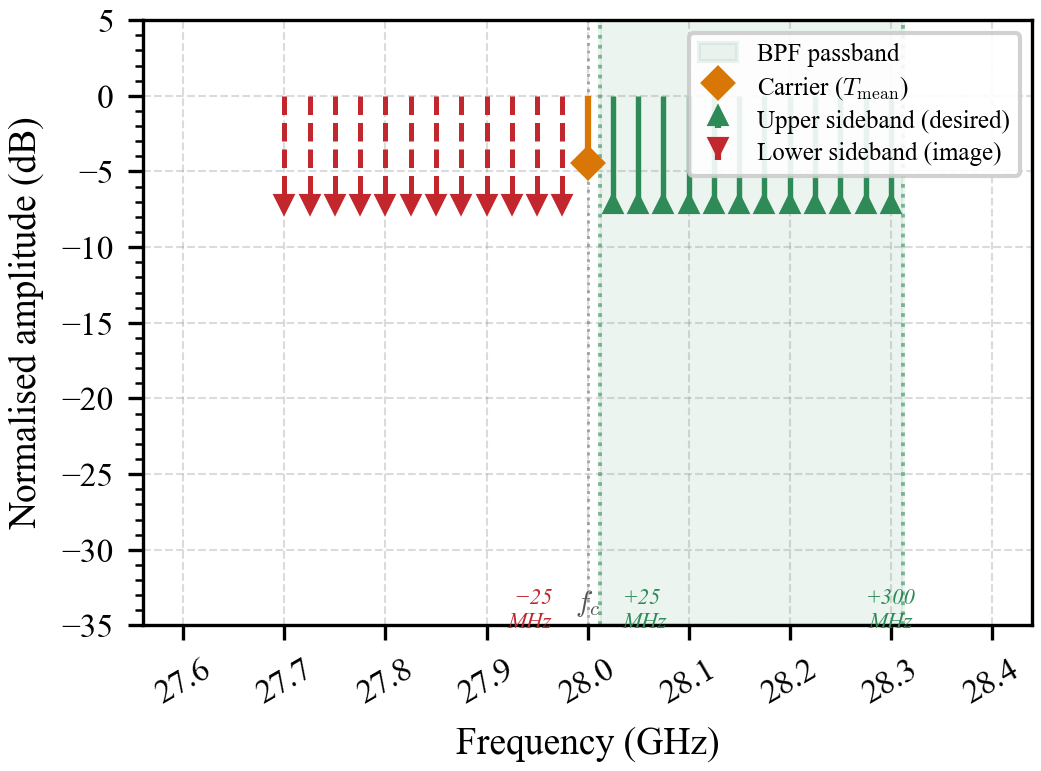 BPF passband
Carrier (T_mean)
Upper sideband (desired)
Lower sideband (image)
Normalised amplitude (dB)
5
0
−5
−10
−15
−20
−25
−30
−35
−25
MHz
f_c
+25
MHz
+300
MHz
27.6
27.7
27.8
27.9
28.0
28.1
28.2
28.3
28.4
Frequency (GHz)